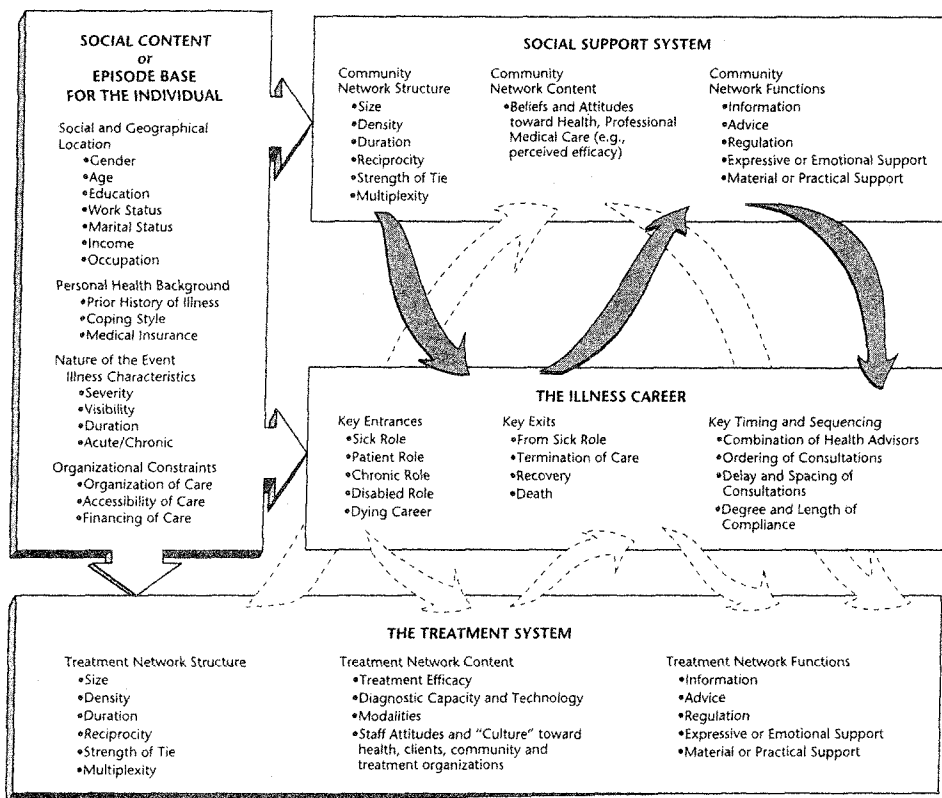 SOCIAL CONTENT
or
EPISODE BASE
FOR THE INDIVIDUAL
Social and Geographical
Location
•Gender
•Age
•Education
•Work Status
•Marital Status
•Income
•Occupation
Personal Health Background
•Prior History of Illness
•Coping Style
•Medical Insurance
Nature of the Event
Illness Characteristics
•Severity
•Visibility
•Duration
•Acute/Chronic
Organizational Constraints
•Organization of Care
•Accessibility of Care
•Financing of Care
SOCIAL SUPPORT SYSTEM
Community
Network Structure
•Size
•Density
•Duration
•Reciprocity
•Strength of Tie
•Multiplexity
Community
Network Content
•Beliefs and Attitudes
toward Health, Professional
Medical Care (e.g.,
perceived efficacy)
Community
Network Functions
•Information
•Advice
•Regulation
•Expressive or Emotional Support
•Material or Practical Support
THE ILLNESS CAREER
Key Entrances
•Sick Role
•Patient Role
•Chronic Role
•Disabled Role
•Dying Career
Key Exits
•From Sick Role
•Termination of Care
•Recovery
•Death
Key Timing and Sequencing
•Combination of Health Advisors
•Ordering of Consultations
•Delay and Spacing of
Consultations
•Degree and Length of
Compliance
THE TREATMENT SYSTEM
Treatment Network Structure
•Size
•Density
•Duration
•Reciprocity
•Strength of Tie
•Multiplexity
Treatment Network Content
•Treatment Efficacy
•Diagnostic Capacity and Technology
•Modalities
•Staff Attitudes and "Culture" toward
health, clients, community and
treatment organizations
Treatment Network Functions
•Information
•Advice
•Regulation
•Expressive or Emotional Support
•Material or Practical Support